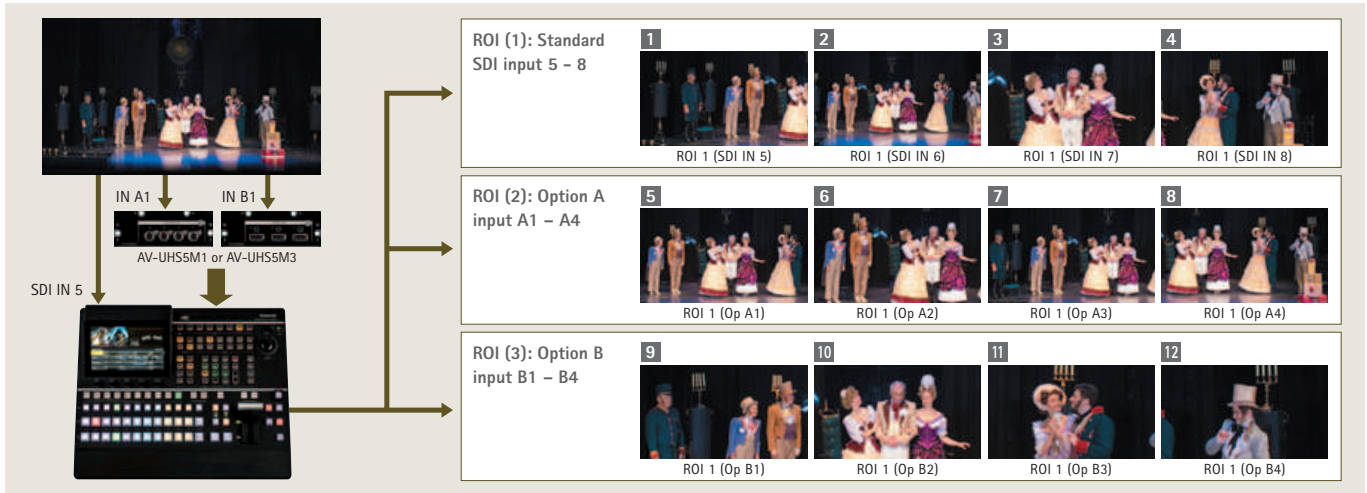 IN A1
IN B1
AV-UHS5M1 or AV-UHS5M3
SDI IN 5
ROI (1): Standard
SDI input 5 - 8
1
2
3
4
ROI 1 (SDI IN 5)
ROI 1 (SDI IN 6)
ROI 1 (SDI IN 7)
ROI 1 (SDI IN 8)
ROI (2): Option A
input A1 – A4
5
6
7
8
ROI 1 (Op A1)
ROI 1 (Op A2)
ROI 1 (Op A3)
ROI 1 (Op A4)
ROI (3): Option B
input B1 – B4
9
10
11
12
ROI 1 (Op B1)
ROI 1 (Op B2)
ROI 1 (Op B3)
ROI 1 (Op B4)